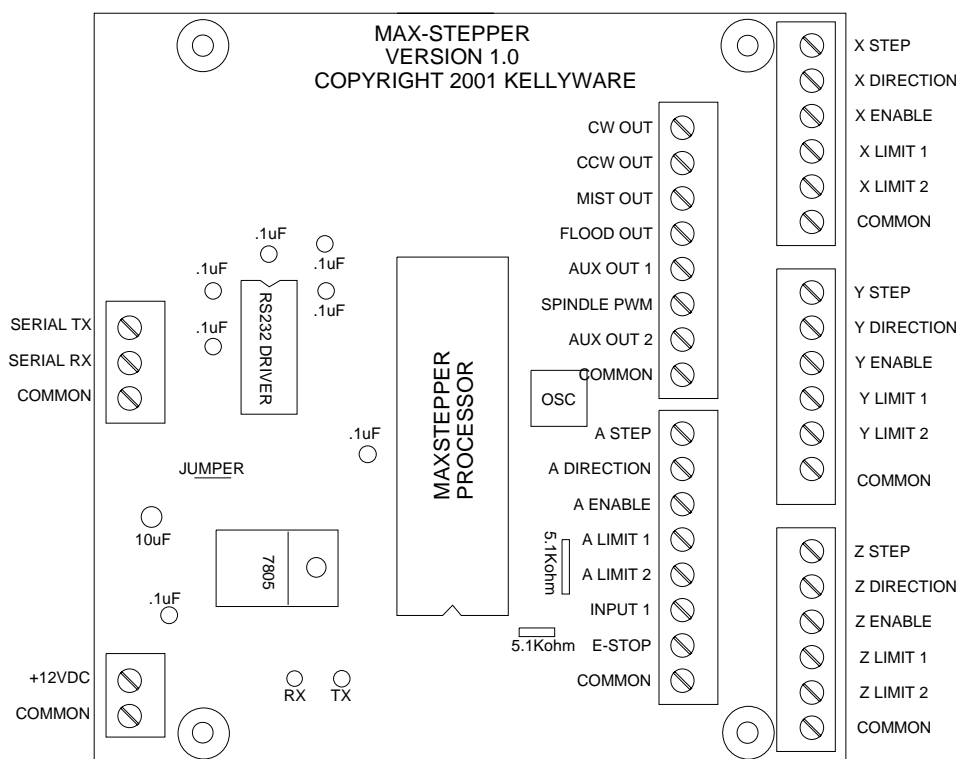 MAX-STEPPER
VERSION 1.0
COPYRIGHT 2001 KELLYWARE
X STEP
X DIRECTION
X ENABLE
X LIMIT 1
X LIMIT 2
COMMON
CW OUT
CCW OUT
MIST OUT
FLOOD OUT
AUX OUT 1
SPINDLE PWM
AUX OUT 2
COMMON
Y STEP
Y DIRECTION
Y ENABLE
Y LIMIT 1
Y LIMIT 2
COMMON
.1uF
.1uF
.1uF
.1uF
.1uF
RS232 DRIVER
SERIAL TX
SERIAL RX
COMMON
MAXSTEPPER
PROCESSOR
OSC
.1uF
JUMPER
10uF
7805
.1uF
A STEP
A DIRECTION
A ENABLE
A LIMIT 1
A LIMIT 2
INPUT 1
E-STOP
COMMON
5.1Kohm
5.1Kohm
Z STEP
Z DIRECTION
Z ENABLE
Z LIMIT 1
Z LIMIT 2
COMMON
+12VDC
COMMON
RX
TX